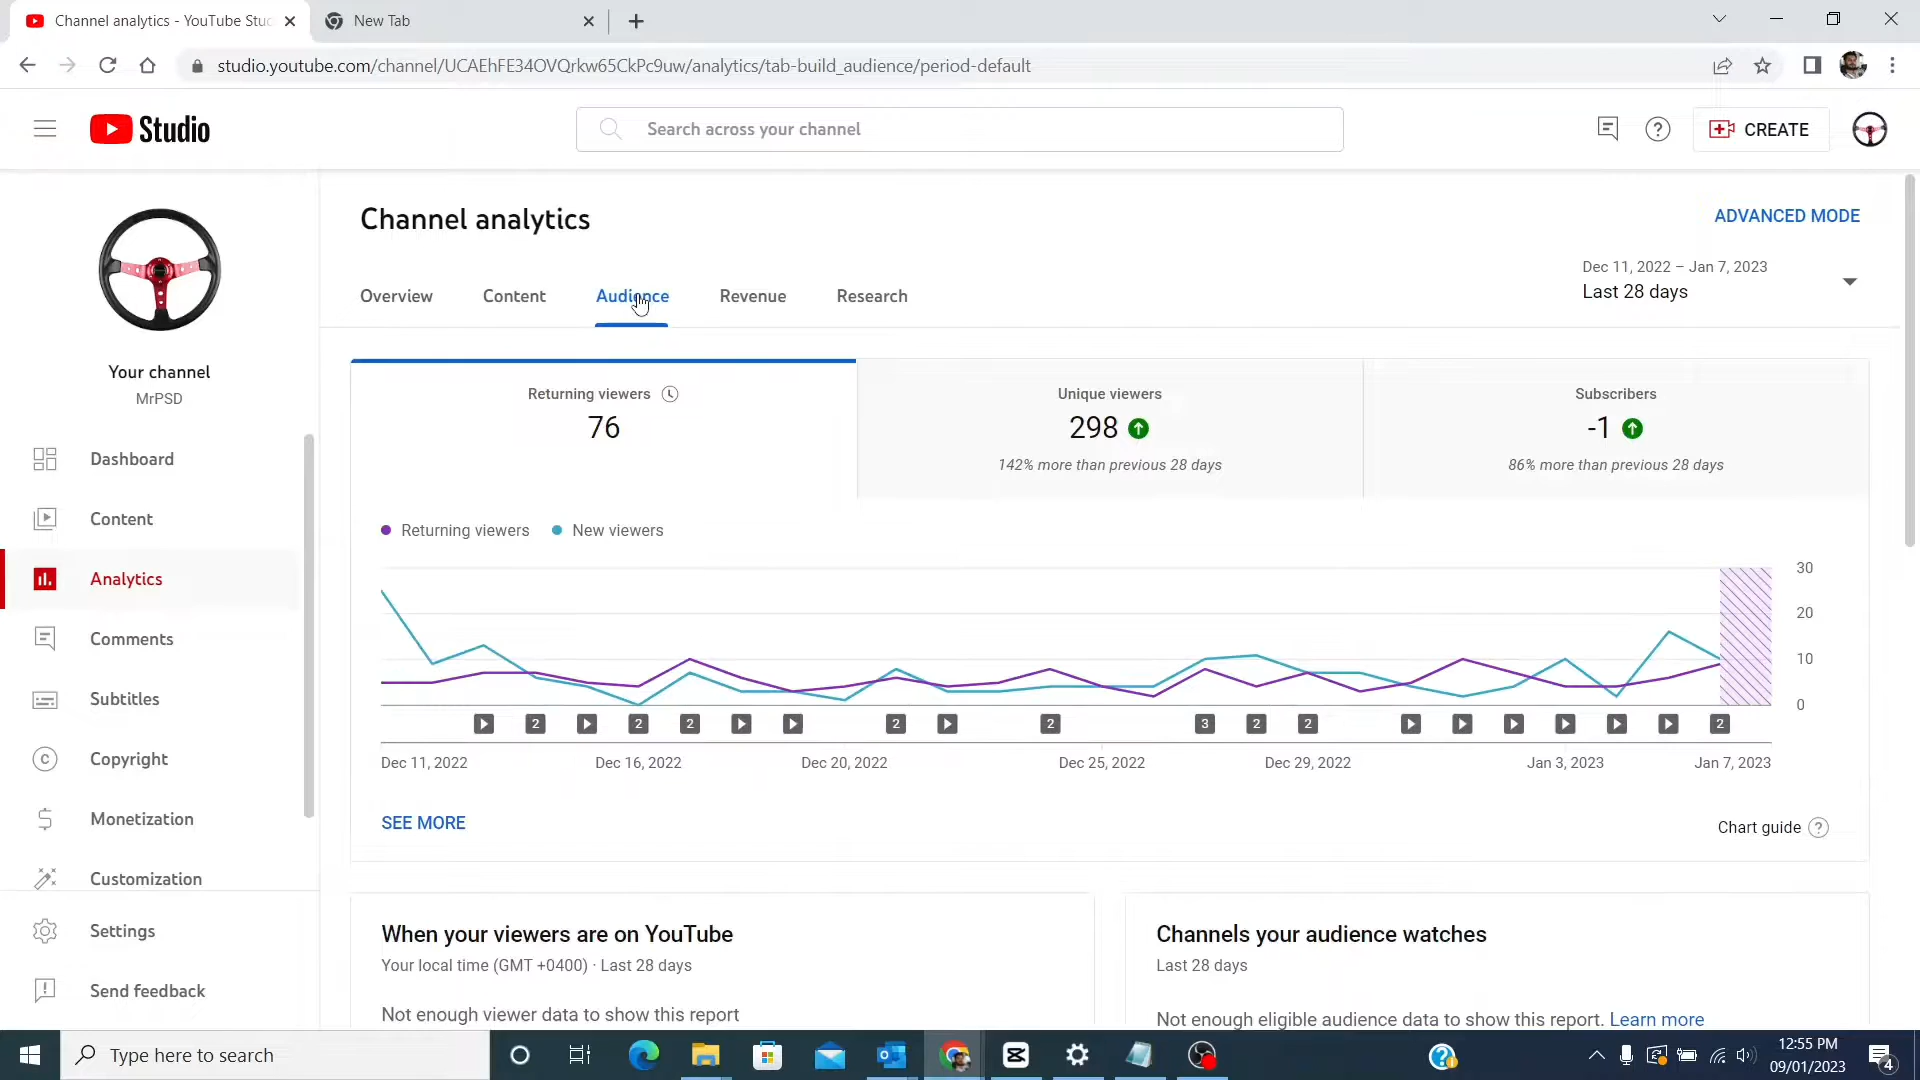 Channel analytics - YouTube Stud
New Tab
studio.youtube.com/channel/UCAEhFE34OVQrkw65CkPc9uw/analytics/tab-build_audience/period-default
Studio
Search across your channel
CREATE
Your channel
MrPSD
Dashboard
Content
Analytics
Comments
Subtitles
Copyright
Monetization
Customization
Settings
Send feedback
Channel analytics
ADVANCED MODE
Dec 11, 2022 – Jan 7, 2023
Last 28 days
Overview Content Audience Revenue Research
Returning viewers
76
Unique viewers
298
142% more than previous 28 days
Subscribers
-1
86% more than previous 28 days
Returning viewers New viewers
30
20
10
0
2 2 2 2 2 3 2 2 2
Dec 11, 2022 Dec 16, 2022 Dec 20, 2022 Dec 25, 2022 Dec 29, 2022 Jan 3, 2023 Jan 7, 2023
SEE MORE
Chart guide
When your viewers are on YouTube
Your local time (GMT +0400) · Last 28 days
Not enough viewer data to show this report
Channels your audience watches
Last 28 days
Not enough eligible audience data to show this report. Learn more
Type here to search
12:55 PM
09/01/2023
4